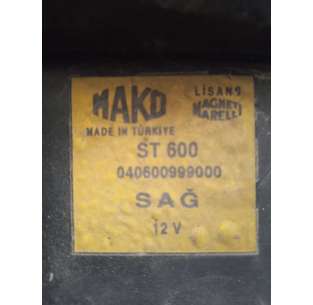 MAKO
LİSANS
MAGNETI
MARELLI
MADE IN TÜRKİYE
ST 600
040600999000
SAĞ
12 V